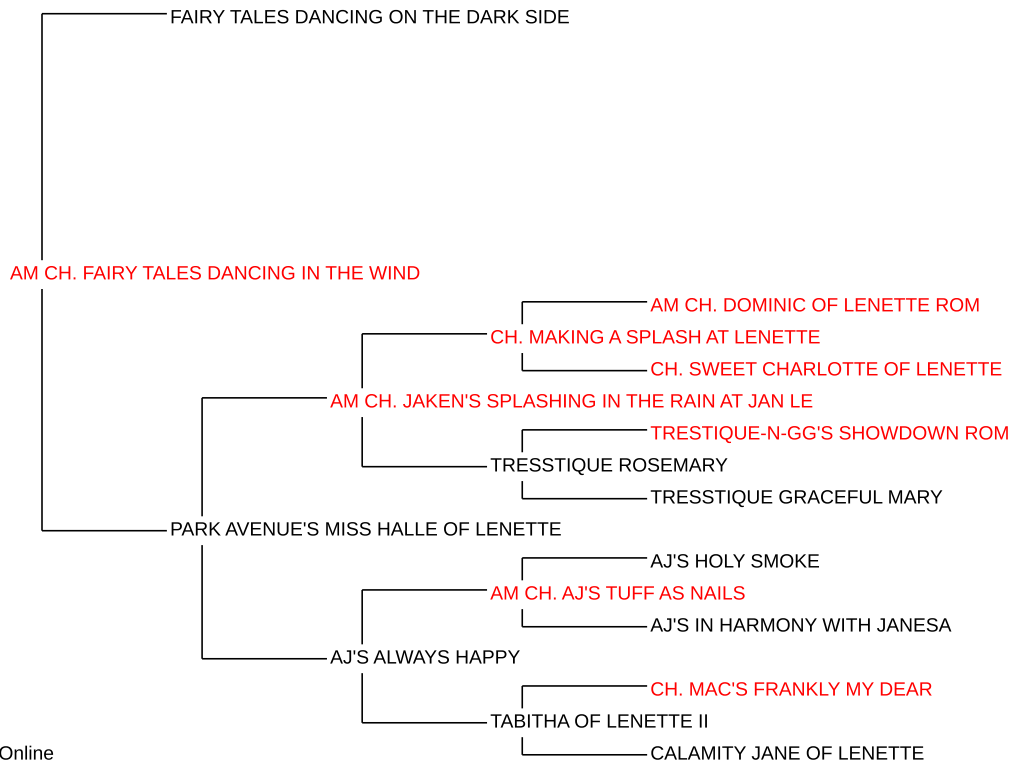 FAIRY TALES DANCING ON THE DARK SIDE
AM CH. FAIRY TALES DANCING IN THE WIND
AM CH. DOMINIC OF LENETTE ROM
CH. MAKING A SPLASH AT LENETTE
CH. SWEET CHARLOTTE OF LENETTE
AM CH. JAKEN'S SPLASHING IN THE RAIN AT JAN LE
TRESTIQUE-N-GG'S SHOWDOWN ROM
TRESSTIQUE ROSEMARY
TRESSTIQUE GRACEFUL MARY
PARK AVENUE'S MISS HALLE OF LENETTE
AJ'S HOLY SMOKE
AM CH. AJ'S TUFF AS NAILS
AJ'S IN HARMONY WITH JANESA
AJ'S ALWAYS HAPPY
CH. MAC'S FRANKLY MY DEAR
TABITHA OF LENETTE II
CALAMITY JANE OF LENETTE
Online